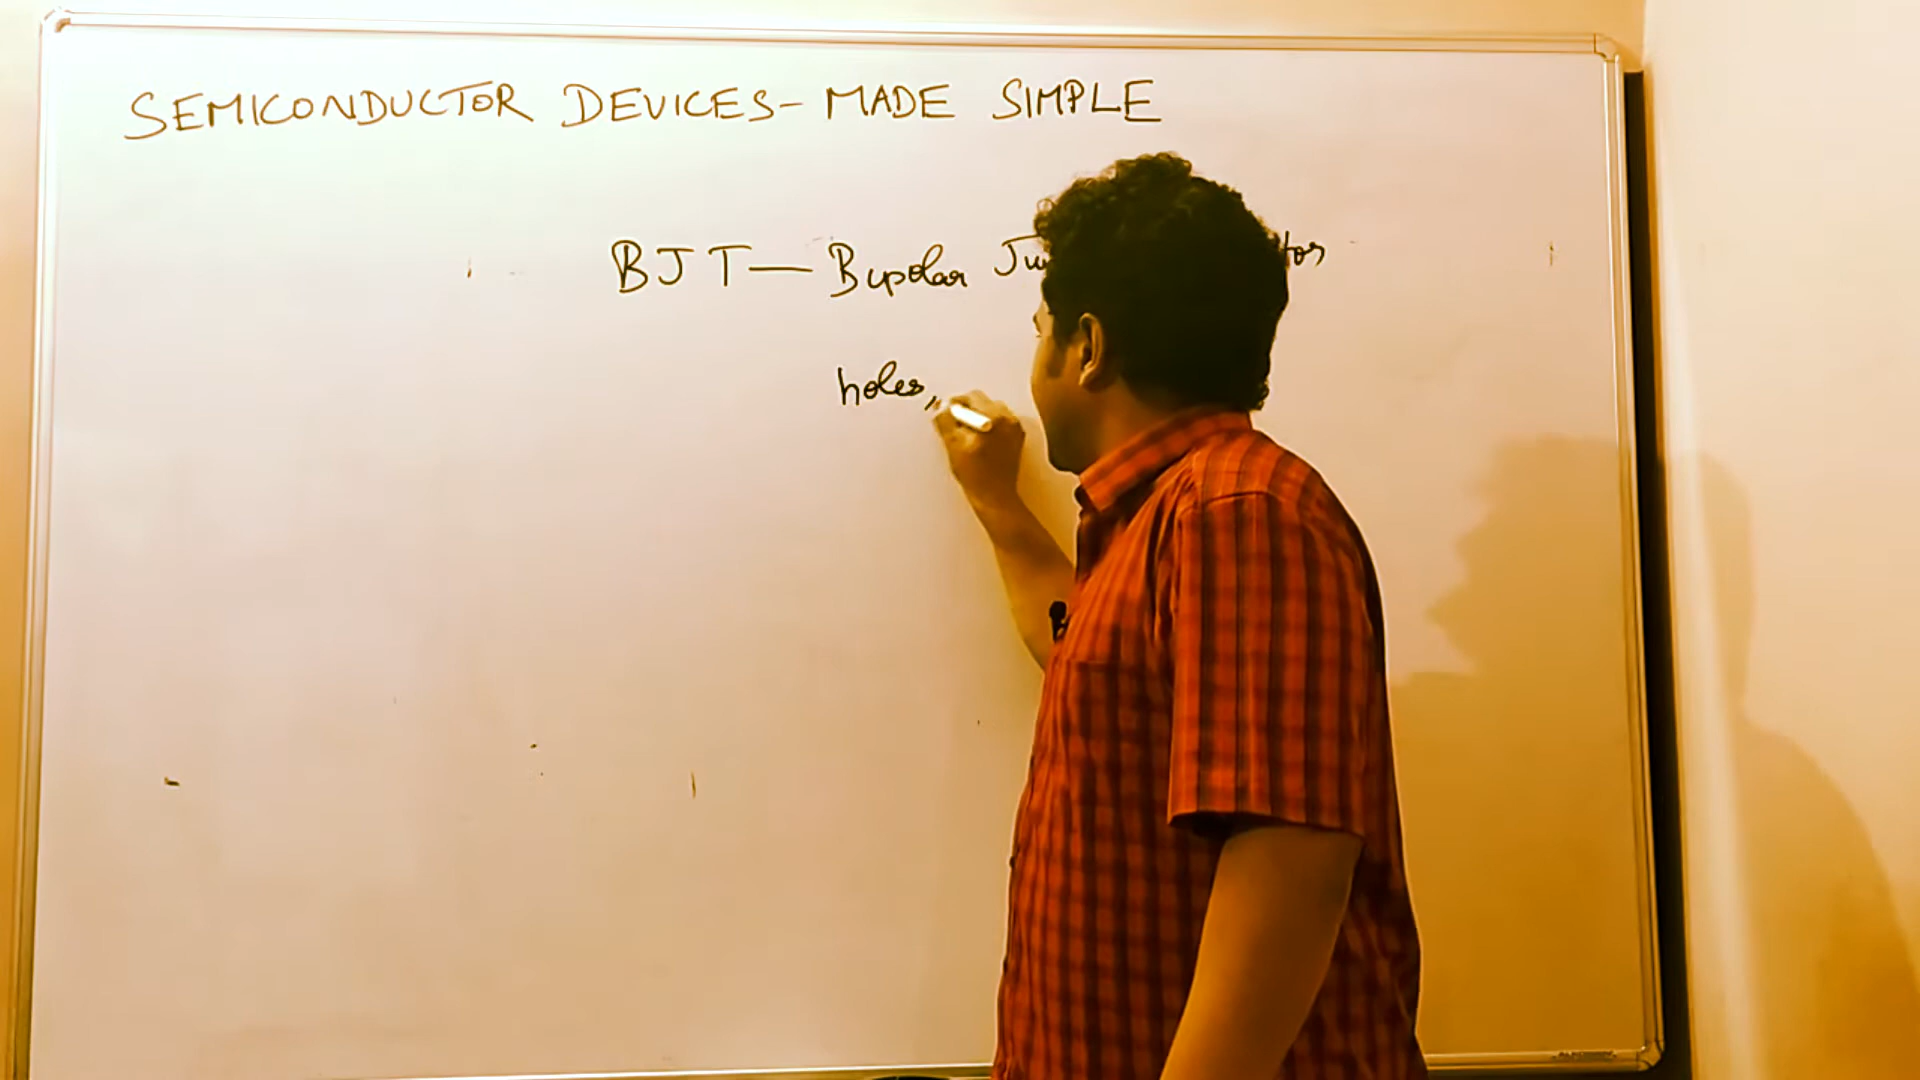 SEMICONDUCTOR DEVICES - MADE SIMPLE
BJT — Bipolar
holes,